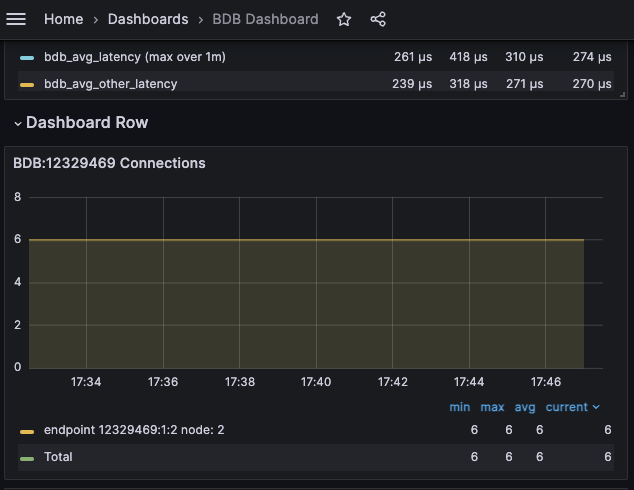 Home > Dashboards > BDB Dashboard
bdb_avg_latency (max over 1m) 261 µs 418 µs 310 µs 274 µs
bdb_avg_other_latency 239 µs 318 µs 271 µs 270 µs
Dashboard Row
BDB:12329469 Connections
8
6
4
2
0
17:34 17:36 17:38 17:40 17:42 17:44 17:46
min max avg current
endpoint 12329469:1:2 node: 2 6 6 6 6
Total 6 6 6 6